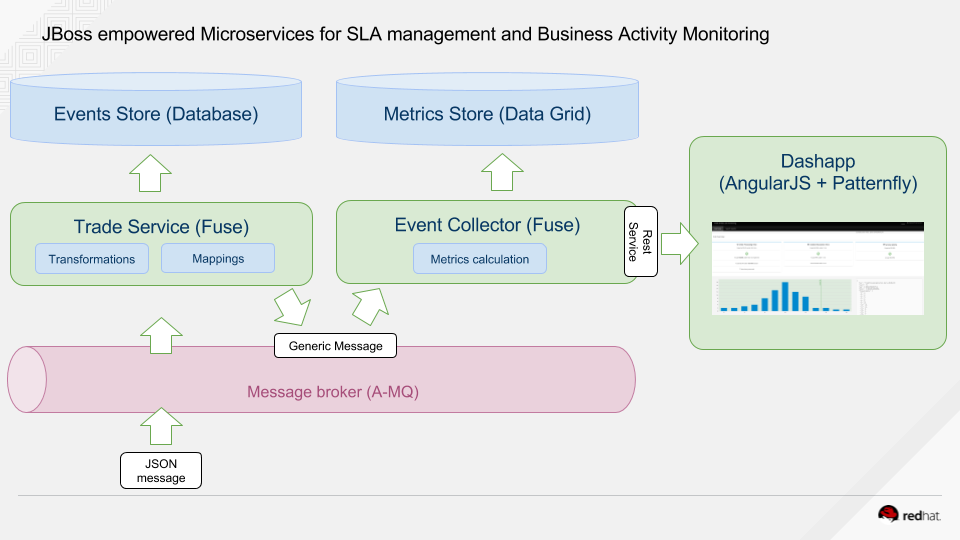 JBoss empowered Microservices for SLA management and Business Activity Monitoring
Events Store (Database)
Metrics Store (Data Grid)
Dashapp
(AngularJS + Patternfly)
Trade Service (Fuse)
Transformations
Mappings
Event Collector (Fuse)
Metrics calculation
Rest
Service
Generic Message
Message broker (A-MQ)
JSON
message
redhat.